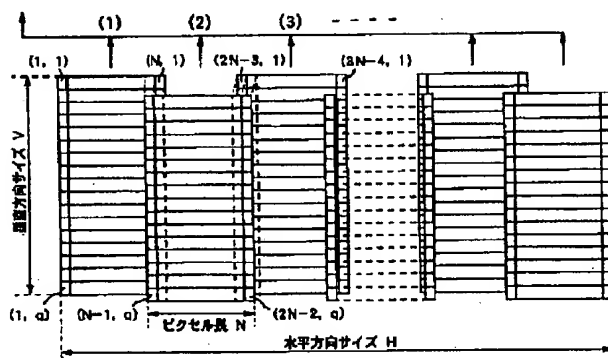 (1) (2) (3)
(1, 1) (N, 1) (2N-3, 1) (3N-4, 1)
垂直方向サイズ V
(1, q) (N-1, q) ピクセル長 N (2N-2, q)
水平方向サイズ H